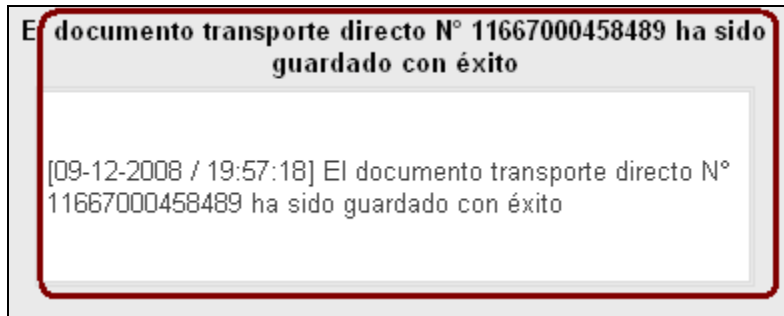 El documento transporte directo N° 11667000458489 ha sido
guardado con éxito
[09-12-2008 / 19:57:18] El documento transporte directo N°
11667000458489 ha sido guardado con éxito